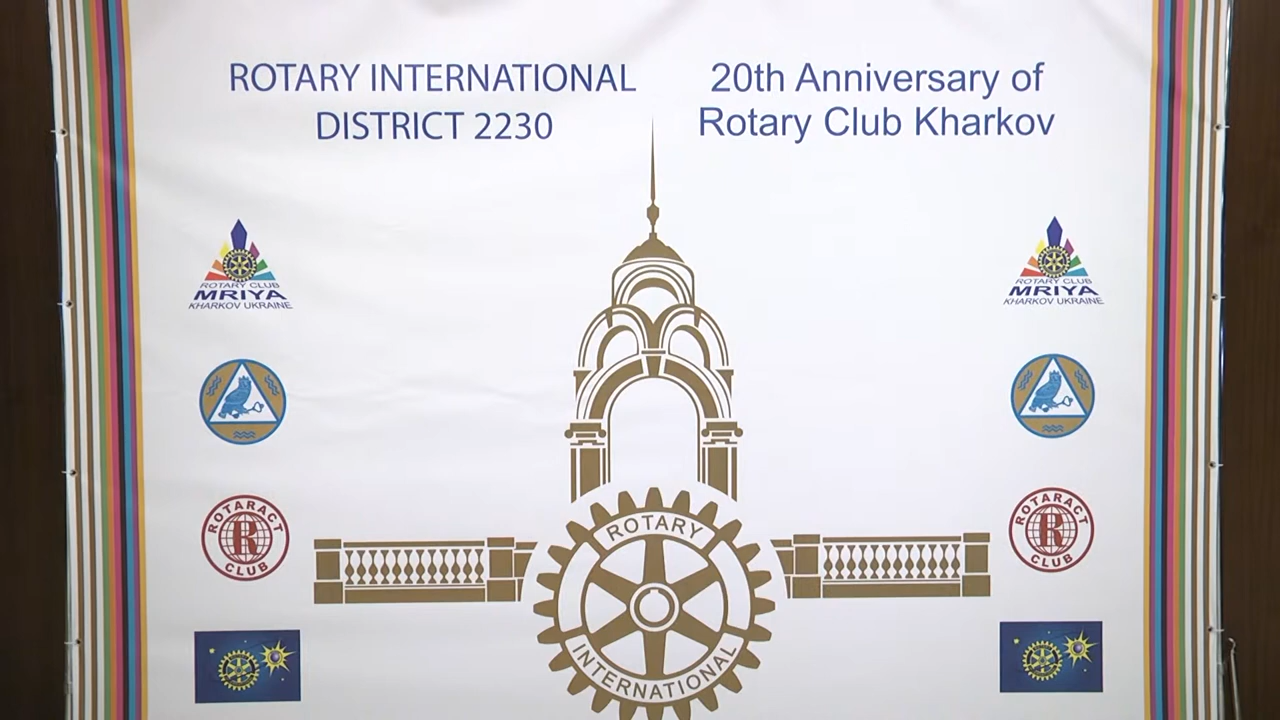 ROTARY INTERNATIONAL
DISTRICT 2230
20th Anniversary of
Rotary Club Kharkov
ROTARY CLUB
MRIYA
KHARKOV UKRAINE
ROTARY CLUB
MRIYA
KHARKOV UKRAINE
ROTARACT
R
CLUB
ROTARACT
R
CLUB
ROTARY
INTERNATIONAL